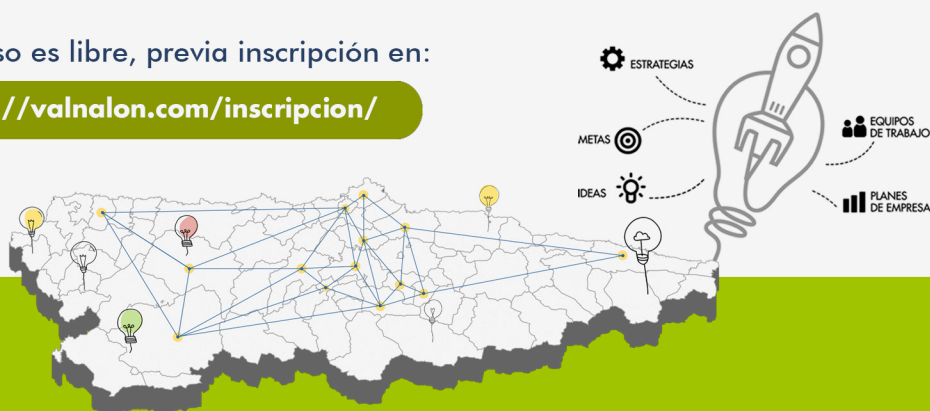 so es libre, previa inscripción en:
//valnalon.com/inscripcion/
ESTRATEGIAS
METAS
IDEAS
EQUIPOS
DE TRABAJO
PLANES
DE EMPRESA